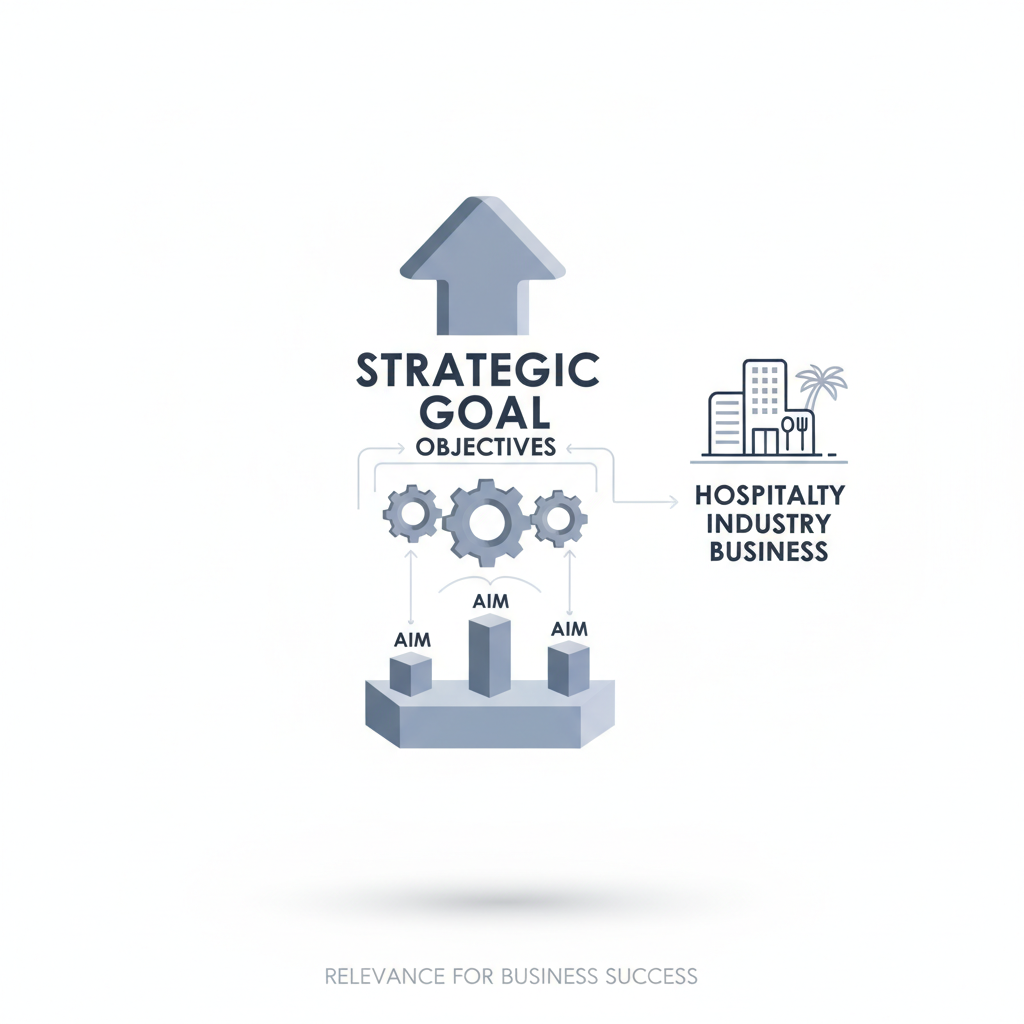 STRATEGIC
GOAL
OBJECTIVES
AIM
AIM
AIM
HOSPITALTY
INDUSTRY
BUSINESS
RELEVANCE FOR BUSINESS SUCCESS